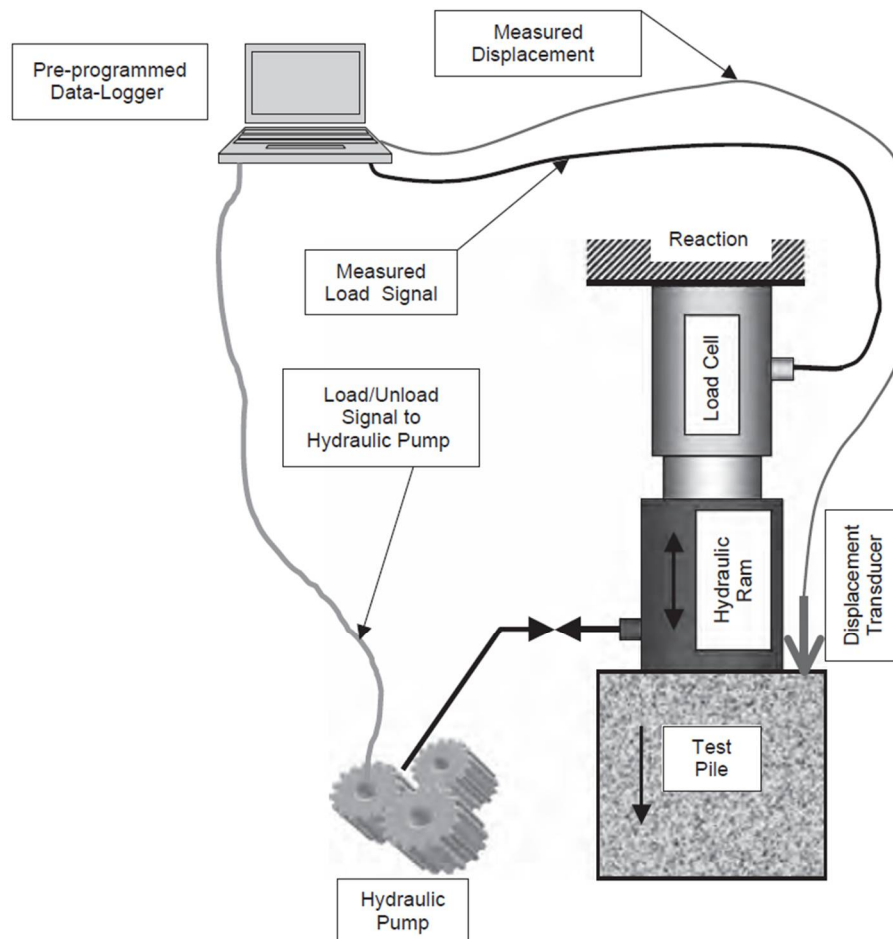 Measured
Displacement
Pre-programmed
Data-Logger
Reaction
Measured
Load Signal
Load Cell
Load/Unload
Signal to
Hydraulic Pump
Hydraulic
Ram
Displacement
Transducer
Test
Pile
Hydraulic
Pump